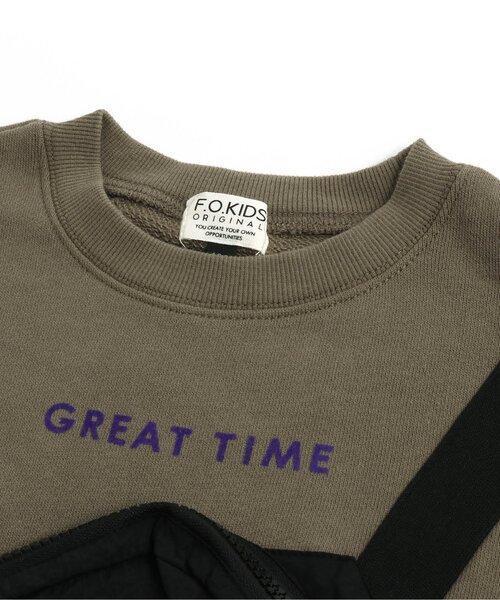 F.O.KIDS
ORIGINAL
YOU CREATE YOUR OWN
OPPORTUNITIES
GREAT TIME